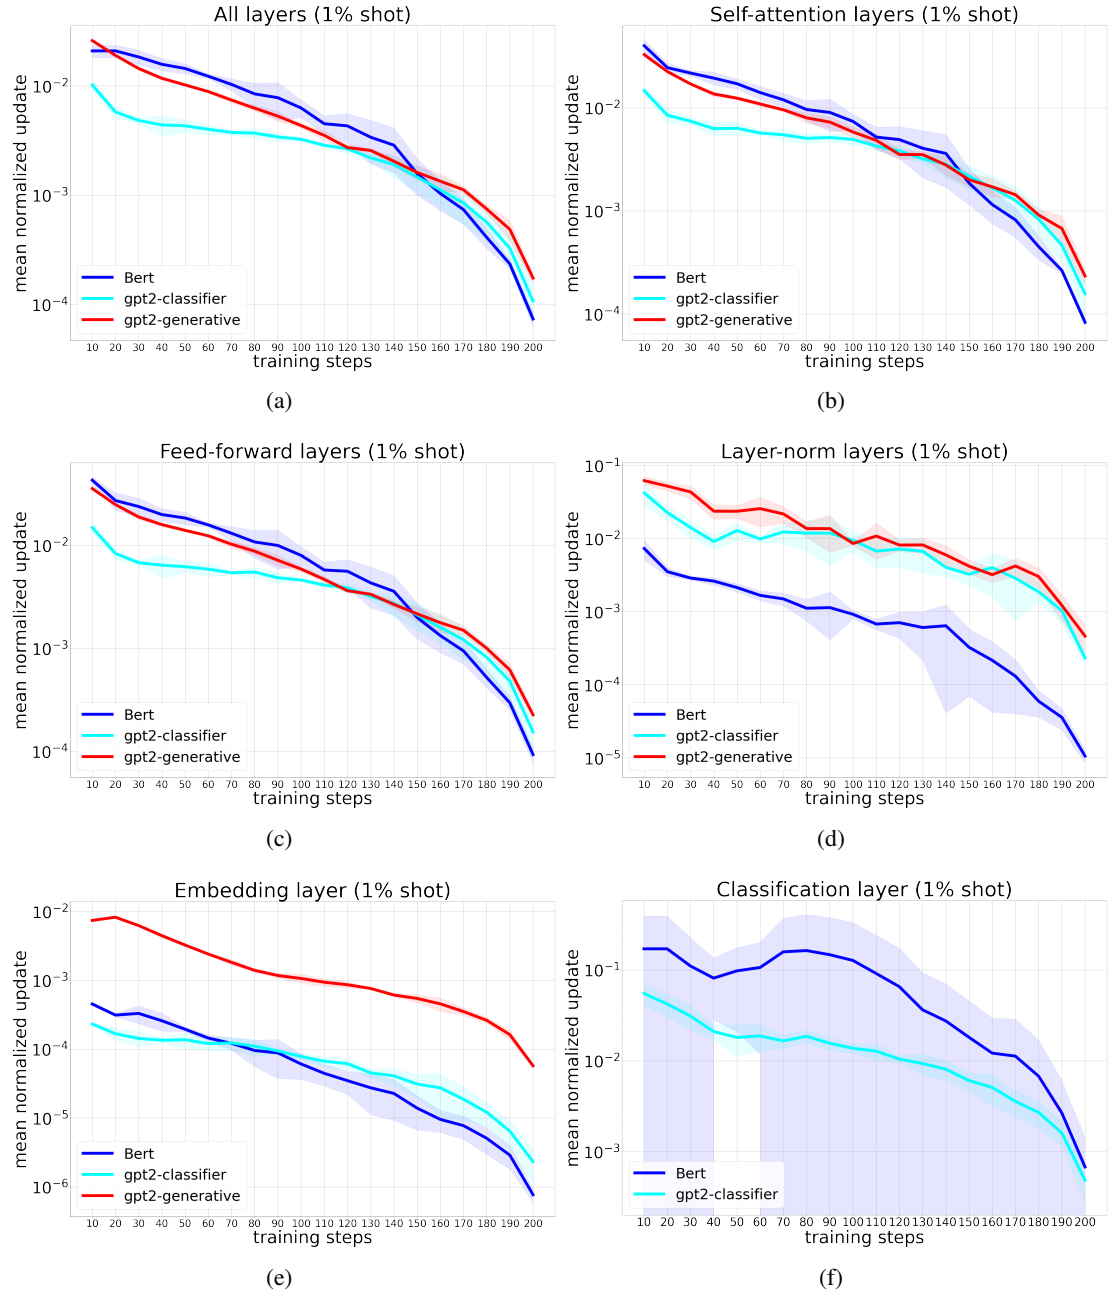 All layers (1% shot)
mean normalized update
10⁻²
10⁻³
10⁻⁴
Bert
gpt2-classifier
gpt2-generative
10 20 30 40 50 60 70 80 90 100 110 120 130 140 150 160 170 180 190 200
training steps
(a)
Self-attention layers (1% shot)
mean normalized update
10⁻²
10⁻³
10⁻⁴
Bert
gpt2-classifier
gpt2-generative
10 20 30 40 50 60 70 80 90 100 110 120 130 140 150 160 170 180 190 200
training steps
(b)
Feed-forward layers (1% shot)
mean normalized update
10⁻²
10⁻³
10⁻⁴
Bert
gpt2-classifier
gpt2-generative
10 20 30 40 50 60 70 80 90 100 110 120 130 140 150 160 170 180 190 200
training steps
(c)
Layer-norm layers (1% shot)
mean normalized update
10⁻¹
10⁻²
10⁻³
10⁻⁴
10⁻⁵
Bert
gpt2-classifier
gpt2-generative
10 20 30 40 50 60 70 80 90 100 110 120 130 140 150 160 170 180 190 200
training steps
(d)
Embedding layer (1% shot)
mean normalized update
10⁻²
10⁻³
10⁻⁴
10⁻⁵
10⁻⁶
Bert
gpt2-classifier
gpt2-generative
10 20 30 40 50 60 70 80 90 100 110 120 130 140 150 160 170 180 190 200
training steps
(e)
Classification layer (1% shot)
mean normalized update
10⁻¹
10⁻²
10⁻³
Bert
gpt2-classifier
10 20 30 40 50 60 70 80 90 100 110 120 130 140 150 160 170 180 190 200
training steps
(f)